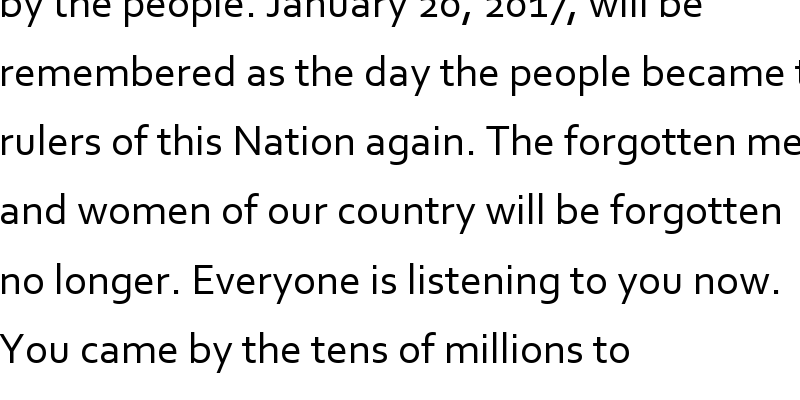 by the people. January 20, 2017, will be
remembered as the day the people became
rulers of this Nation again. The forgotten me
and women of our country will be forgotten
no longer. Everyone is listening to you now.
You came by the tens of millions to